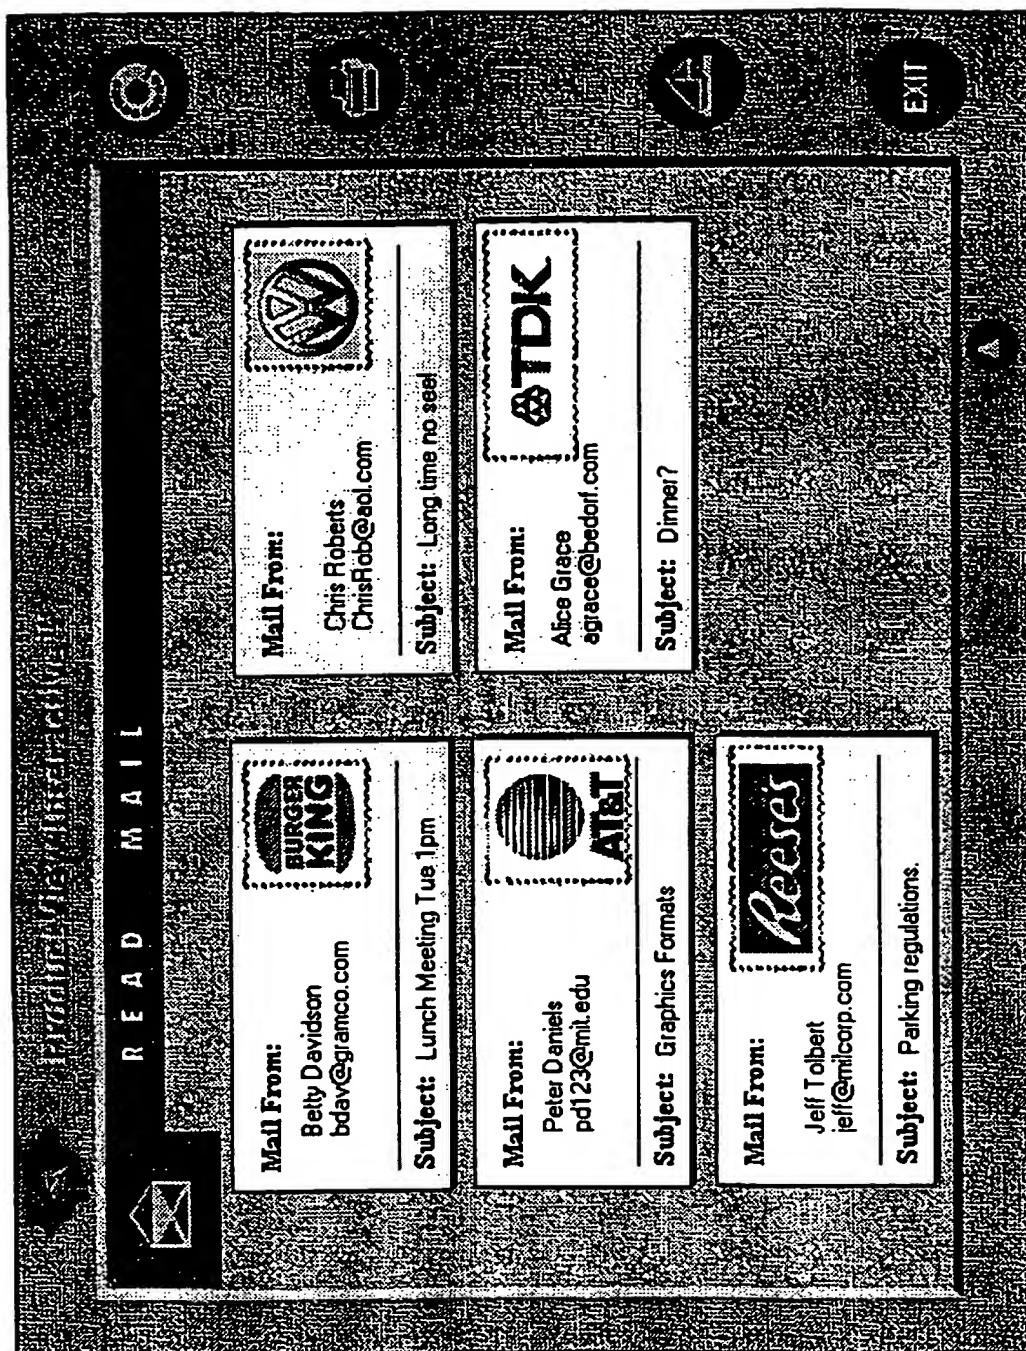 READ MAIL
Mail From:
Betty Davidson
bdav@gramco.com
Subject: Lunch Meeting Tue 1pm
BURGER
KING
Mail From:
Chris Roberts
ChrisRob@aol.com
Subject: Long time no see!
Mail From:
Peter Daniels
pd123@mit.edu
Subject: Graphics Formats
AT&T
Mail From:
Alice Grace
agrace@bedorf.com
Subject: Dinner?
TDK
Mail From:
Jeff Tolbert
jeff@milcorp.com
Subject: Parking regulations.
Reese's
EXIT